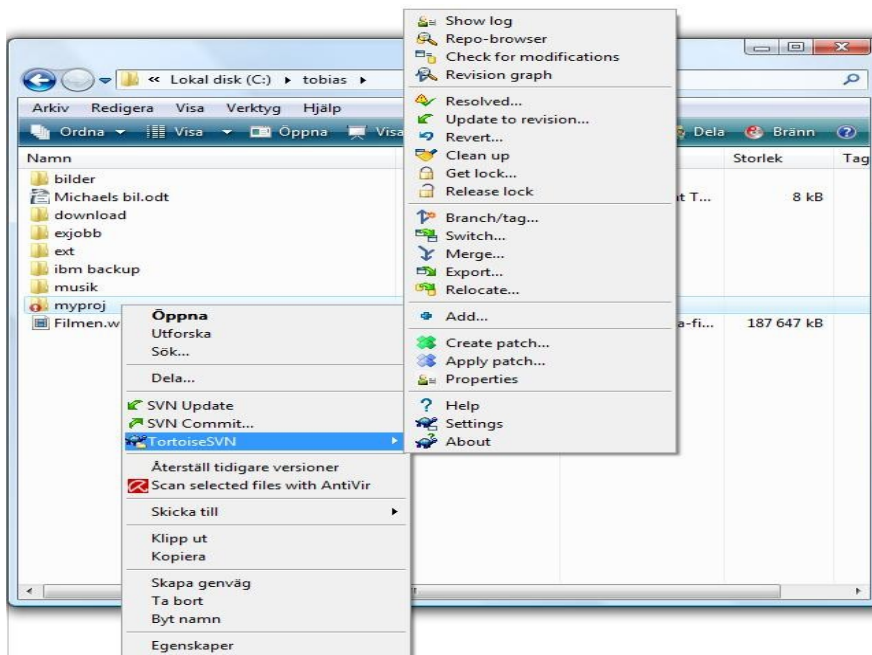 « Lokal disk (C:) ▸ tobias ▸
Arkiv Redigera Visa Verktyg Hjälp
Ordna Visa Öppna Visa Dela Bränn
Namn Storlek Tag
bilder
Michaels bil.odt 8 kB
download
exjobb
ext
ibm backup
musik
myproj
Filmen.w 187 647 kB
Öppna
Utforska
Sök...
Dela...
SVN Update
SVN Commit...
TortoiseSVN
Återställ tidigare versioner
Scan selected files with AntiVir
Skicka till
Klipp ut
Kopiera
Skapa genväg
Ta bort
Byt namn
Egenskaper
Show log
Repo-browser
Check for modifications
Revision graph
Resolved...
Update to revision...
Revert...
Clean up
Get lock...
Release lock
Branch/tag...
Switch...
Merge...
Export...
Relocate...
Add...
Create patch...
Apply patch...
Properties
Help
Settings
About